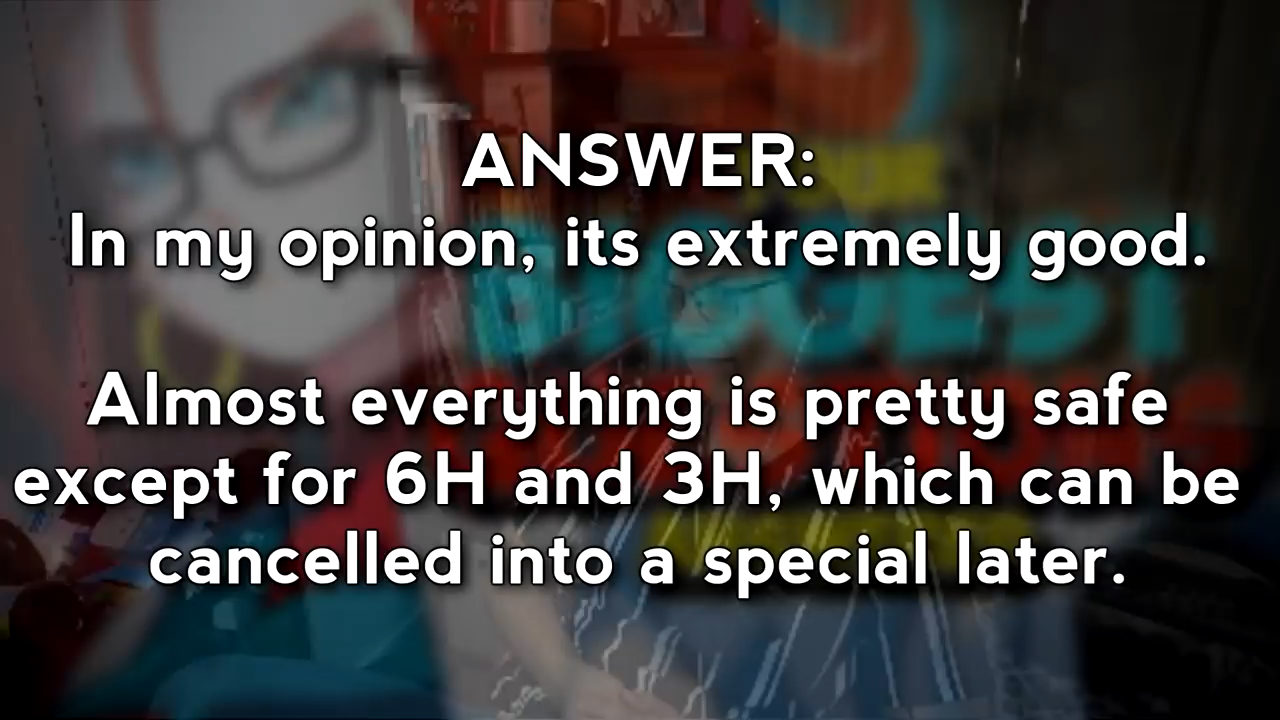 ANSWER:
In my opinion, its extremely good.
Almost everything is pretty safe
except for 6H and 3H, which can be
cancelled into a special later.
BIGGEST